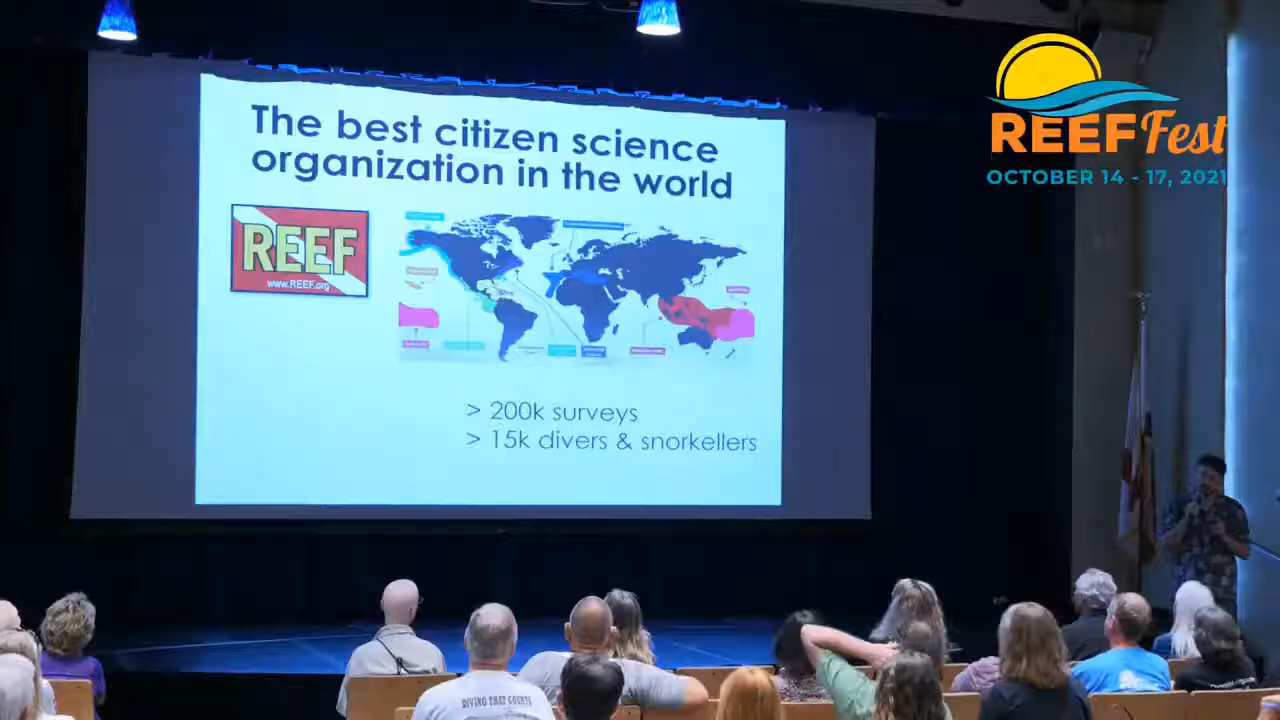 The best citizen science
organization in the world
REEF
www.REEF.org
> 200k surveys
> 15k divers & snorkellers
REEF Fest
OCTOBER 14 - 17, 2021
DIVING THAT COUNTS